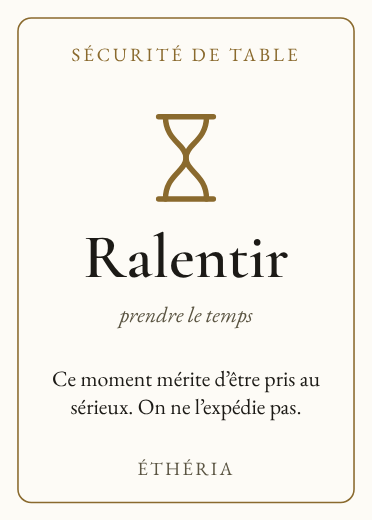 SÉCURITÉ DE TABLE
Ralentir
prendre le temps
Ce moment mérite d’être pris au
sérieux. On ne l’expédie pas.
ÉTHÉRIA